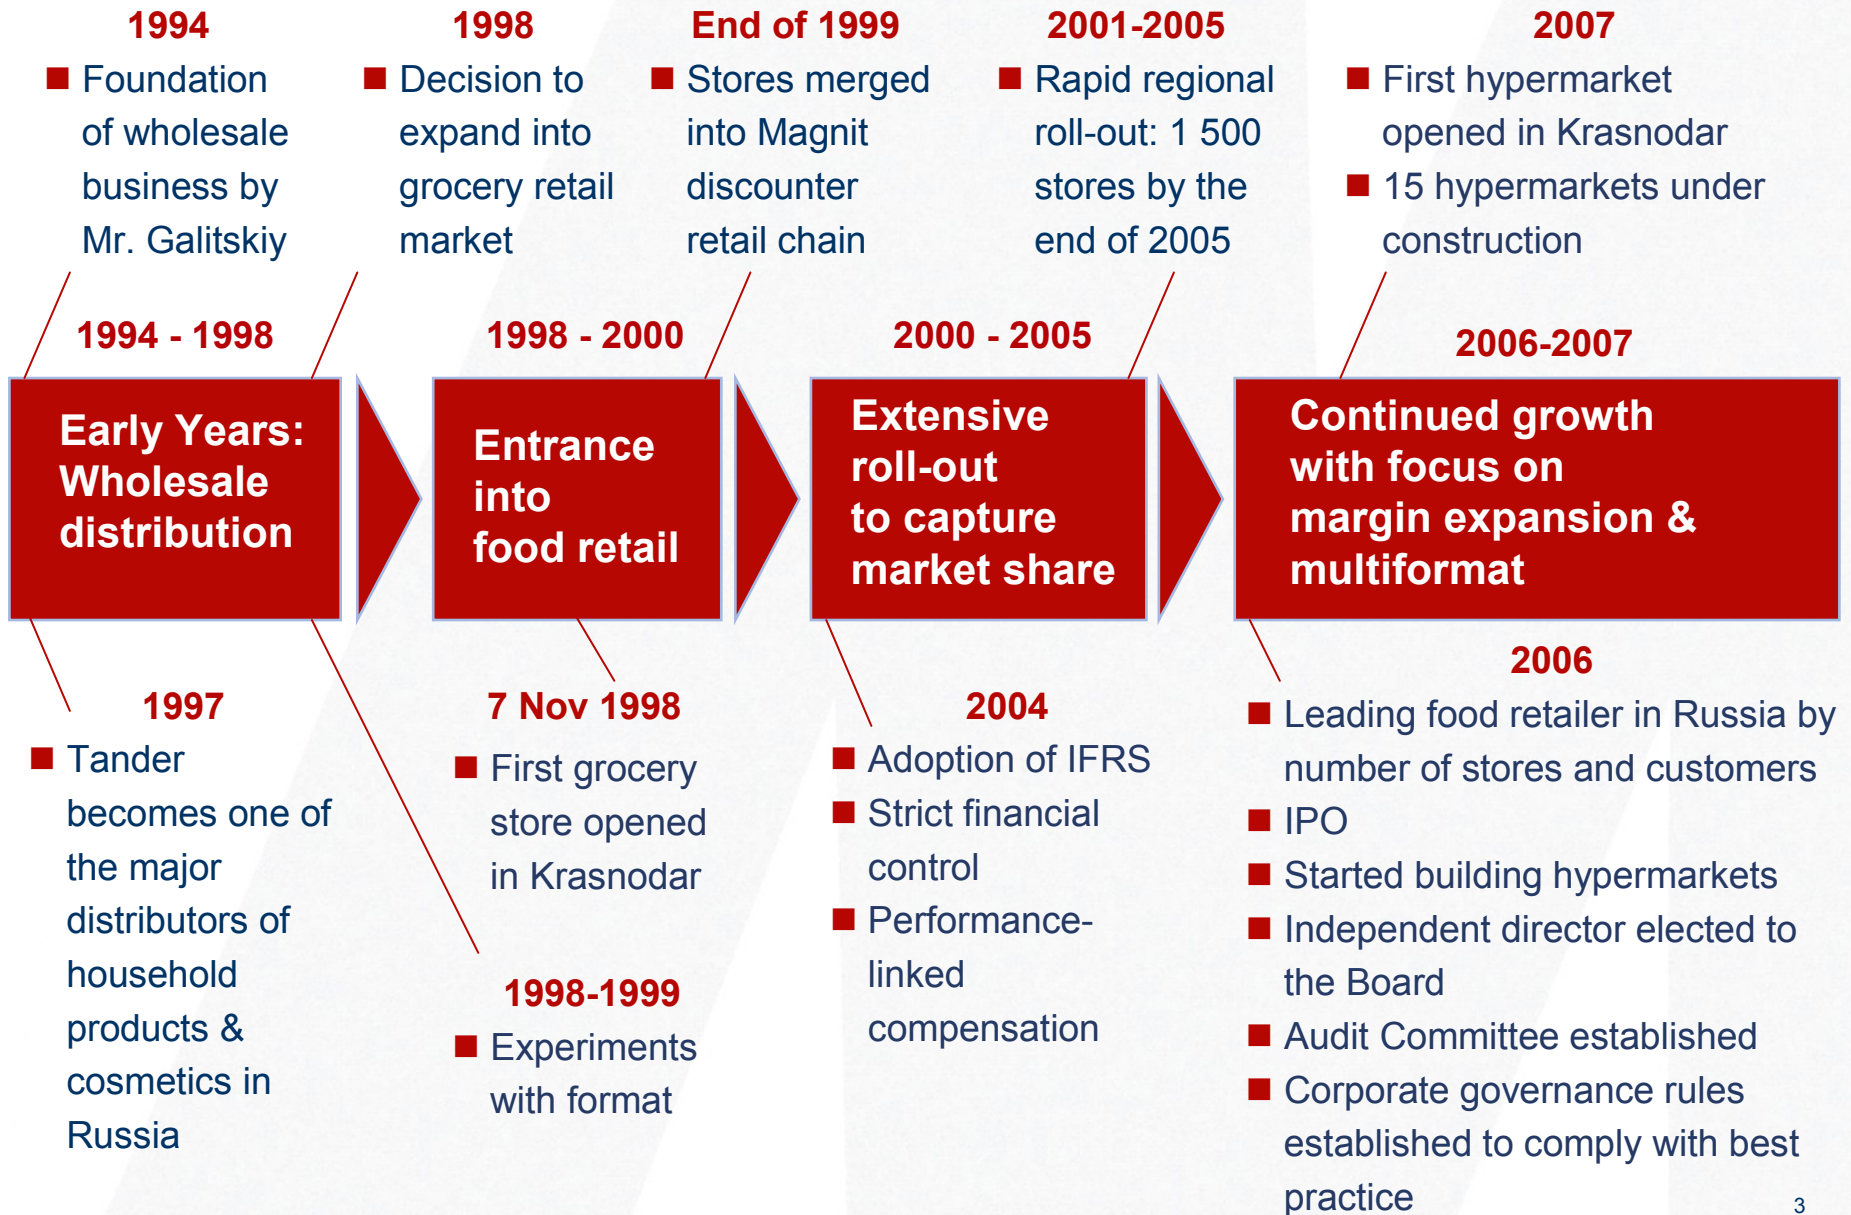 1994
Foundation
of wholesale
business by
Mr. Galitskiy
1998
Decision to
expand into
grocery retail
market
End of 1999
Stores merged
into Magnit
discounter
retail chain
2001-2005
Rapid regional
roll-out: 1 500
stores by the
end of 2005
2007
First hypermarket
opened in Krasnodar
15 hypermarkets under
construction
1994 - 1998
Early Years:
Wholesale
distribution
1998 - 2000
Entrance
into
food retail
2000 - 2005
Extensive
roll-out
to capture
market share
2006-2007
Continued growth
with focus on
margin expansion &
multiformat
1997
Tander
becomes one of
the major
distributors of
household
products &
cosmetics in
Russia
7 Nov 1998
First grocery
store opened
in Krasnodar
1998-1999
Experiments
with format
2004
Adoption of IFRS
Strict financial
control
Performance-
linked
compensation
2006
Leading food retailer in Russia by
number of stores and customers
IPO
Started building hypermarkets
Independent director elected to
the Board
Audit Committee established
Corporate governance rules
established to comply with best
practice
3